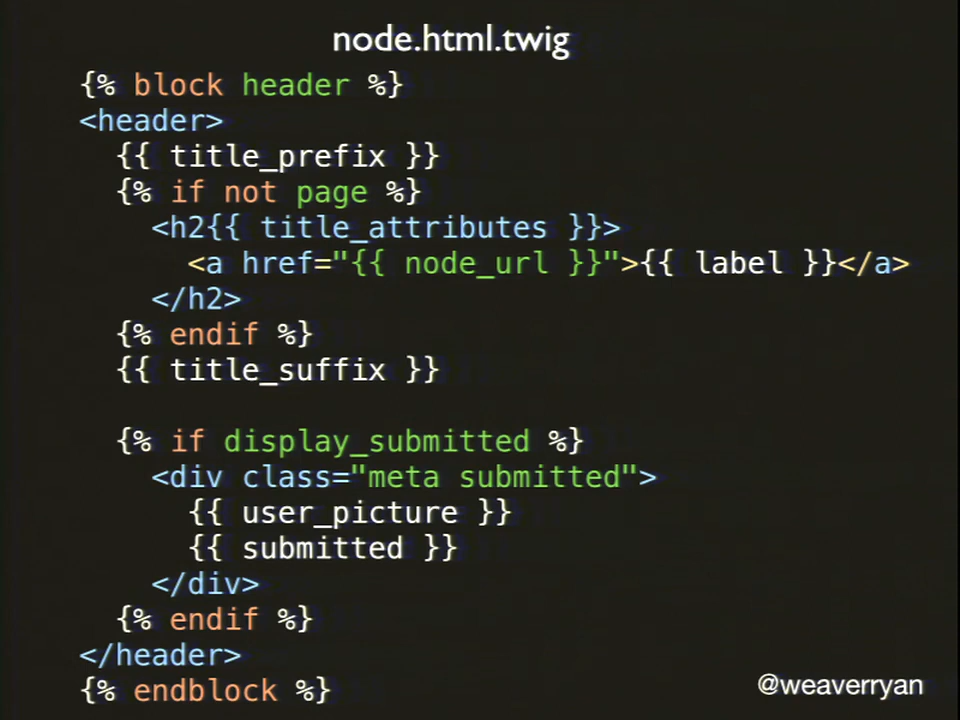 node.html.twig
{% block header %}
<header>
{{ title_prefix }}
{% if not page %}
<h2{{ title_attributes }}>
<a href="{{ node_url }}">{{ label }}</a>
</h2>
{% endif %}
{{ title_suffix }}
{% if display_submitted %}
<div class="meta submitted">
{{ user_picture }}
{{ submitted }}
</div>
{% endif %}
</header>
{% endblock %}
@weaverryan